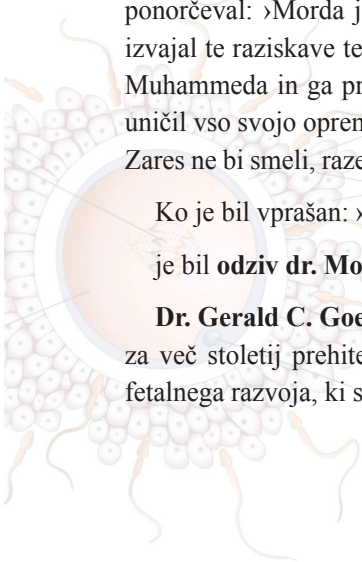 ponorčeval: ›Morda j
izvajal te raziskave te
Muhammeda in ga pr
uničil vso svojo opren
Zares ne bi smeli, raze
Ko je bil vprašan: ›
je bil odziv dr. Mo
Dr. Gerald C. Goe
za več stoletij prehite
fetalnega razvoja, ki s